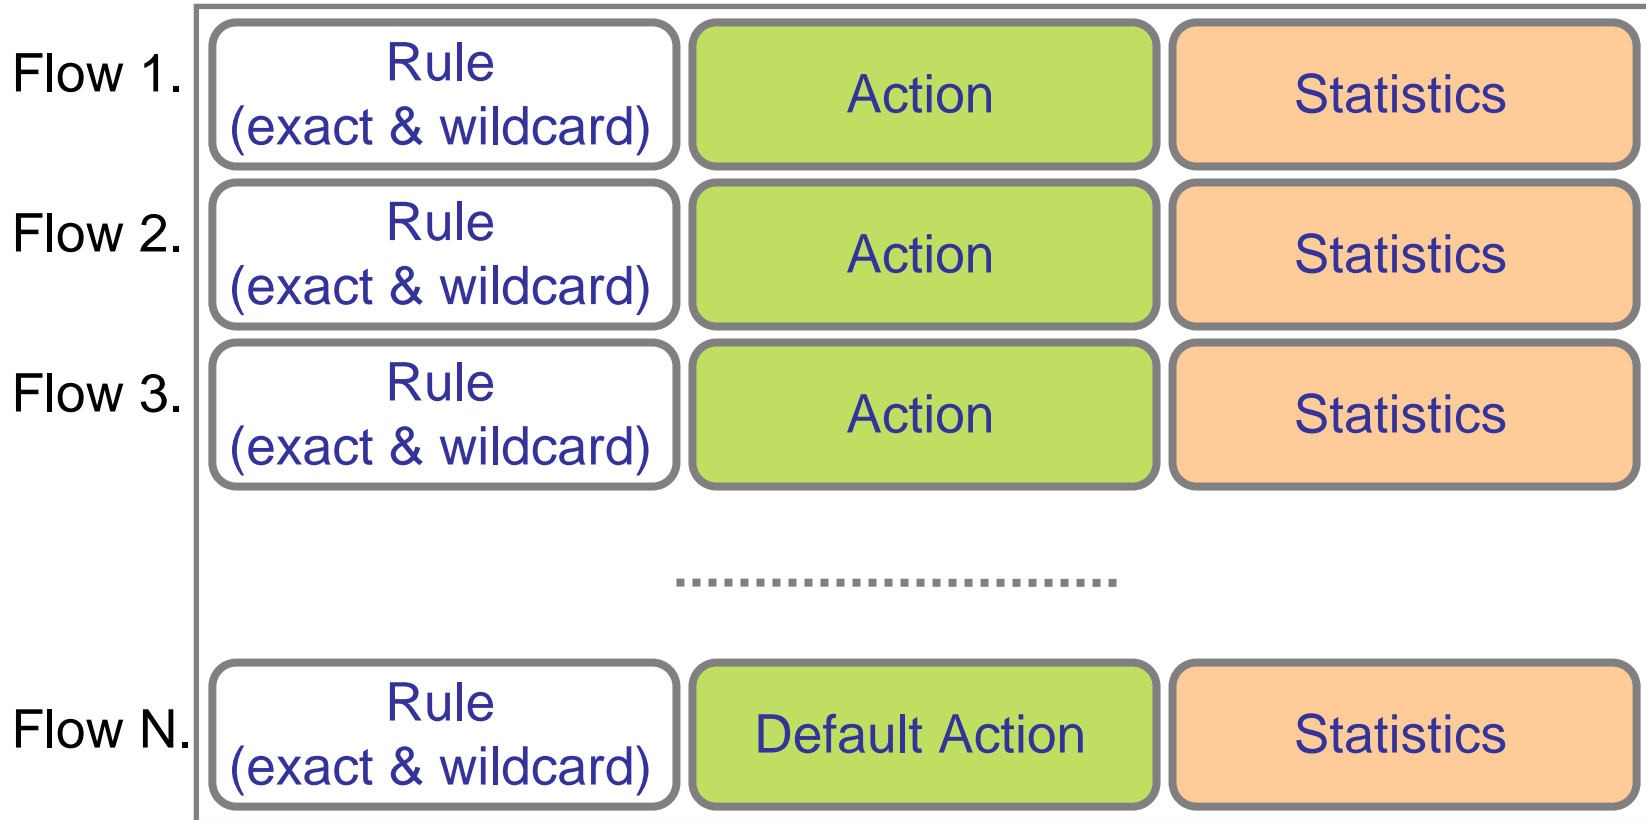 Flow 1.
Rule
(exact & wildcard)
Action
Statistics
Flow 2.
Rule
(exact & wildcard)
Action
Statistics
Flow 3.
Rule
(exact & wildcard)
Action
Statistics
Flow N.
Rule
(exact & wildcard)
Default Action
Statistics